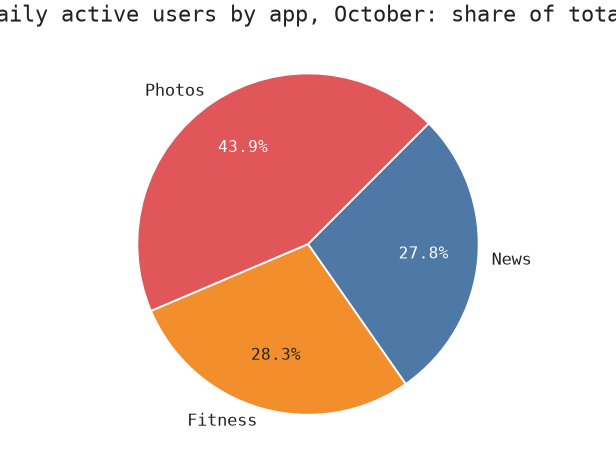 aily active users by app, October: share of tota
Photos
43.9%
27.8%
News
28.3%
Fitness